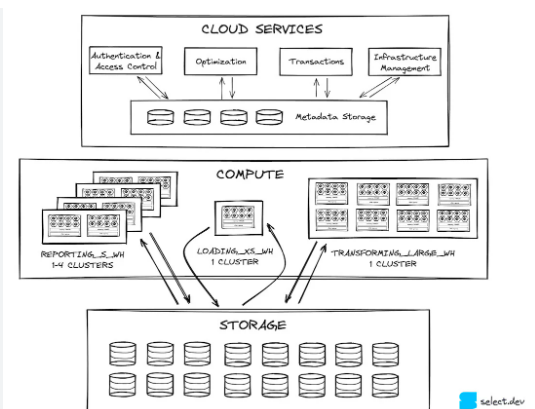 CLOUD SERVICES
Authentication &
Access Control
Optimization
Transactions
Infrastructure
Management
Metadata Storage
COMPUTE
REPORTING_S_WH
1-4 CLUSTERS
LOADING_XS_WH
1 CLUSTER
TRANSFORMING_LARGE_WH
1 CLUSTER
STORAGE
select.dev